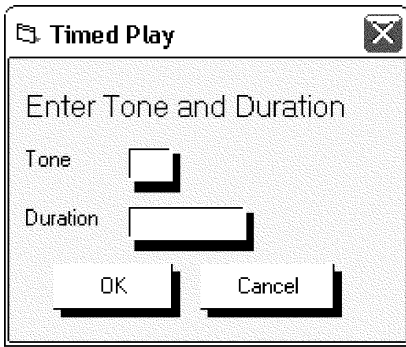 Timed Play
Enter Tone and Duration
Tone
Duration
OK Cancel